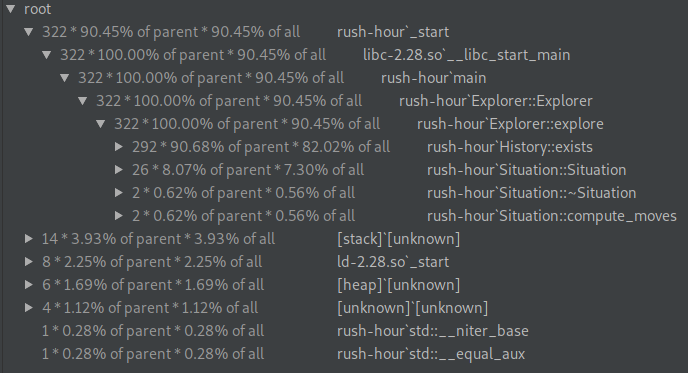 root
322 * 90.45% of parent * 90.45% of all rush-hour`_start
322 * 100.00% of parent * 90.45% of all libc-2.28.so`__libc_start_main
322 * 100.00% of parent * 90.45% of all rush-hour`main
322 * 100.00% of parent * 90.45% of all rush-hour`Explorer::Explorer
322 * 100.00% of parent * 90.45% of all rush-hour`Explorer::explore
292 * 90.68% of parent * 82.02% of all rush-hour`History::exists
26 * 8.07% of parent * 7.30% of all rush-hour`Situation::Situation
2 * 0.62% of parent * 0.56% of all rush-hour`Situation::~Situation
2 * 0.62% of parent * 0.56% of all rush-hour`Situation::compute_moves
14 * 3.93% of parent * 3.93% of all [stack]`[unknown]
8 * 2.25% of parent * 2.25% of all ld-2.28.so`_start
6 * 1.69% of parent * 1.69% of all [heap]`[unknown]
4 * 1.12% of parent * 1.12% of all [unknown]`[unknown]
1 * 0.28% of parent * 0.28% of all rush-hour`std::__niter_base
1 * 0.28% of parent * 0.28% of all rush-hour`std::__equal_aux